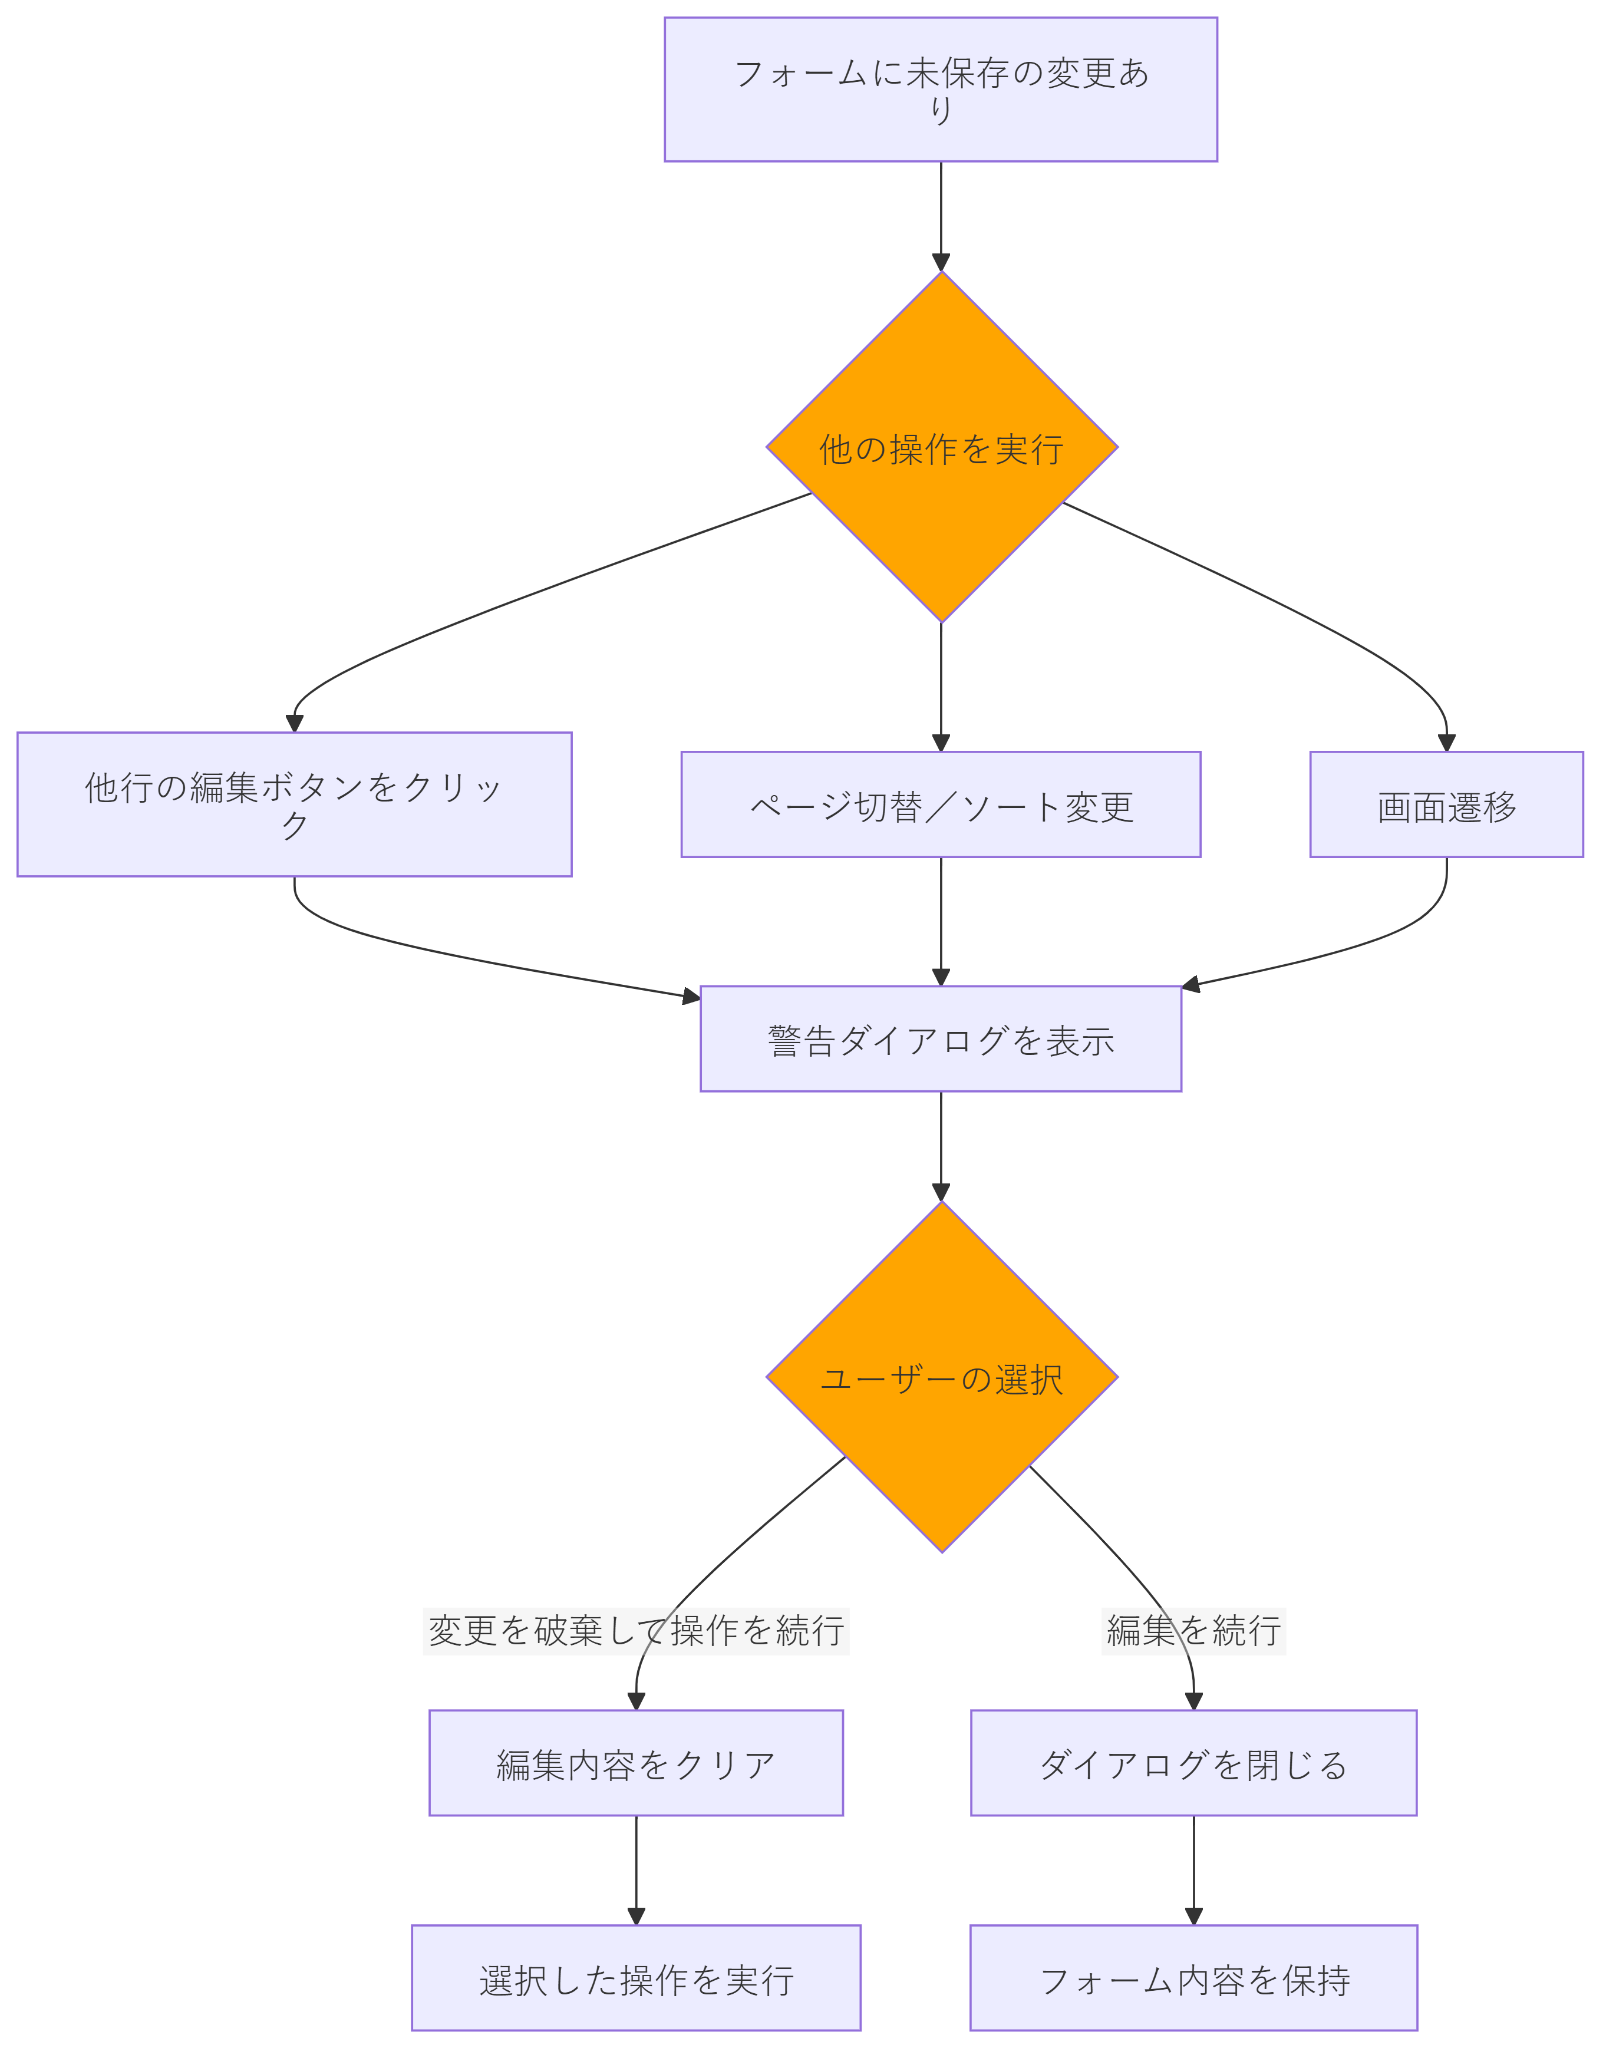 フォームに未保存の変更あ
り
他の操作を実行
他行の編集ボタンをクリッ
ク
ページ切替／ソート変更
画面遷移
警告ダイアログを表示
ユーザーの選択
変更を破棄して操作を続行
編集を続行
編集内容をクリア
ダイアログを閉じる
選択した操作を実行
フォーム内容を保持